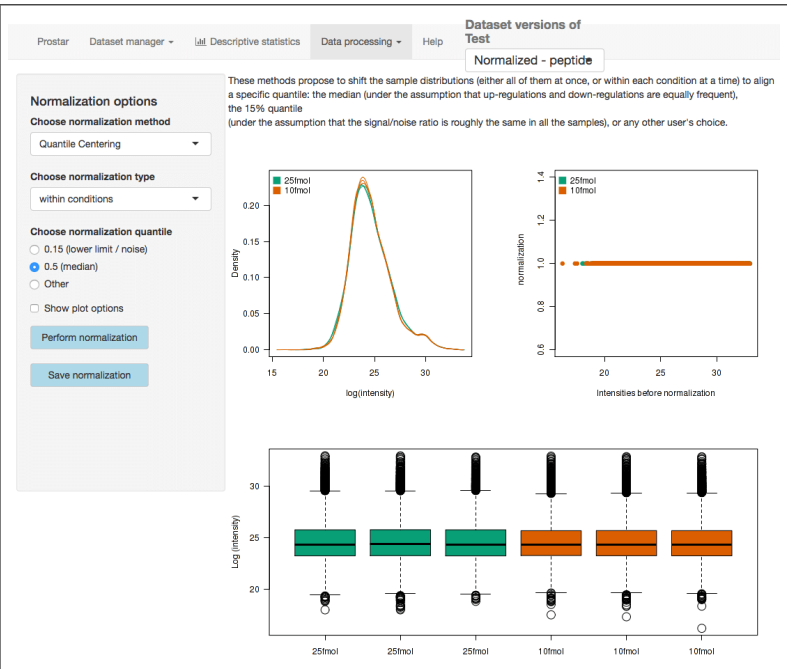 Dataset versions of
Test
Prostar Dataset manager Descriptive statistics Data processing Help
Normalized - peptide
These methods propose to shift the sample distributions (either all of them at once, or within each condition at a time) to align
a specific quantile: the median (under the assumption that up-regulations and down-regulations are equally frequent),
the 15% quantile
(under the assumption that the signal/noise ratio is roughly the same in all the samples), or any other user's choice.
Normalization options
Choose normalization method
Quantile Centering
Choose normalization type
within conditions
Choose normalization quantile
0.15 (lower limit / noise)
0.5 (median)
Other
Show plot options
Perform normalization
Save normalization
25fmol
10fmol
Density
0.20
0.15
0.10
0.05
0.00
15 20 25 30
log(intensity)
25fmol
10fmol
normalization
1.4
1.2
1.0
0.8
0.6
20 25 30
Intensities before normalization
Log (intensity)
30
25
20
25fmol 25fmol 25fmol 10fmol 10fmol 10fmol